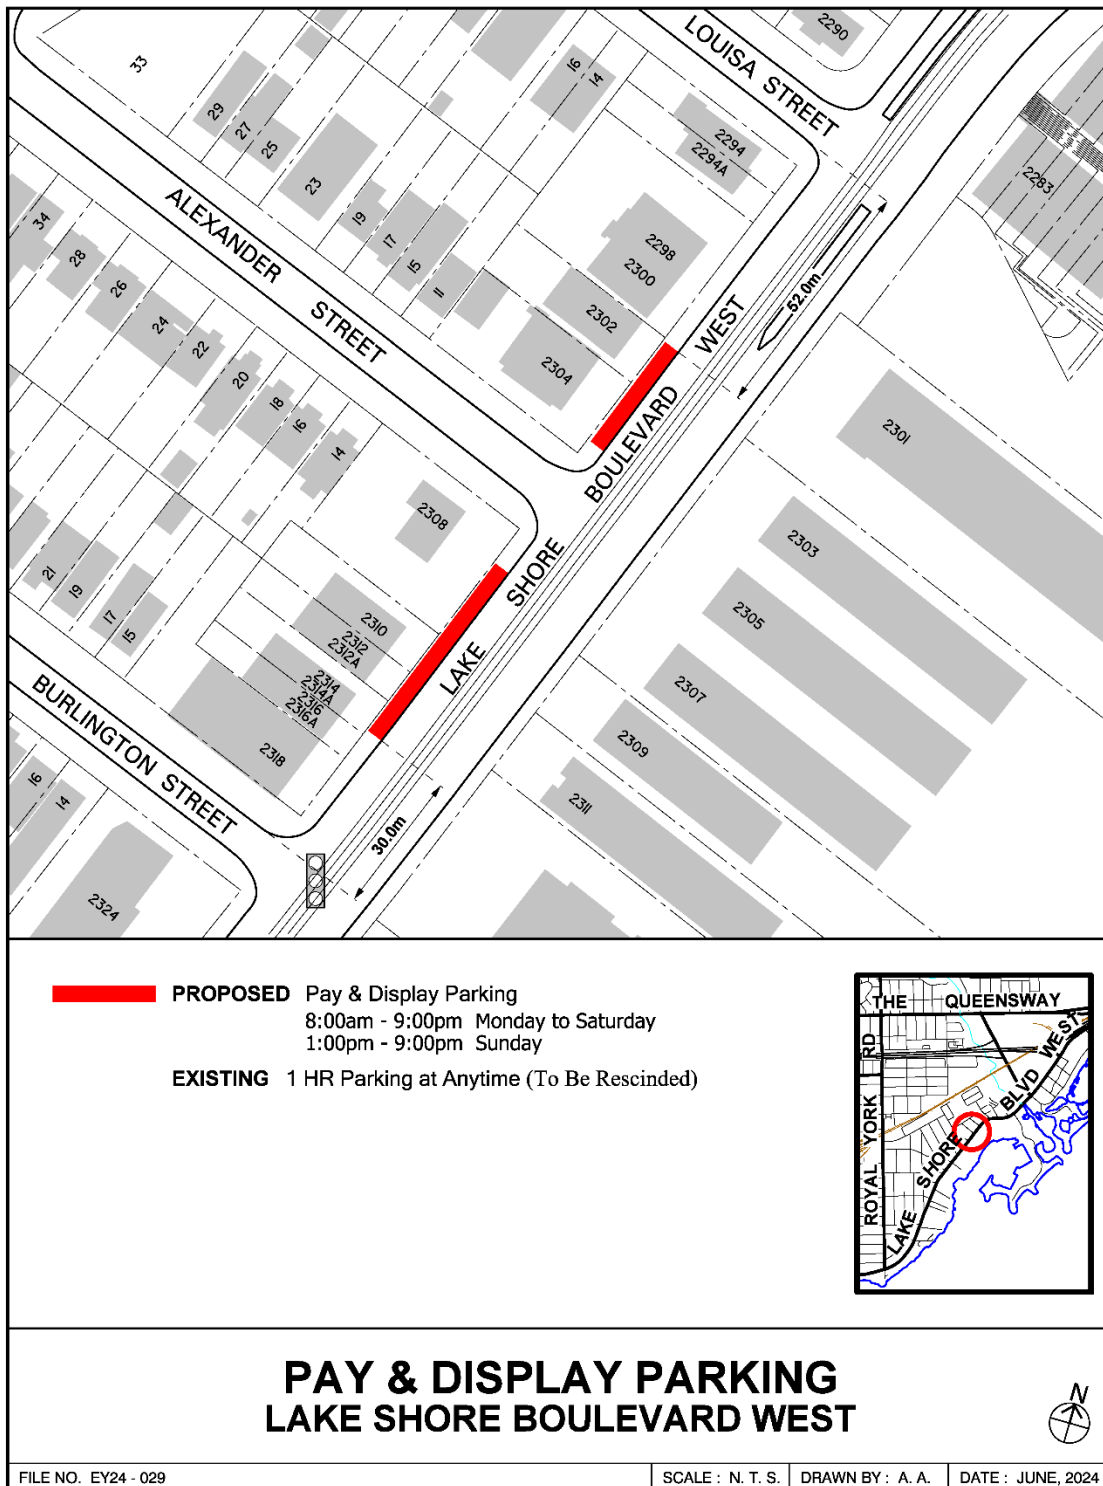 2290
LOUISA STREET
33
16
14
29
27
25
2294
2294A
2283
23
34
ALEXANDER STREET
19
17
15
11
2298
2300
28
26
24
22
2302
2304
52.0m
20
18
16
14
2301
LAKE SHORE BOULEVARD WEST
2308
2303
21
19
17
15
2310
2312
2312A
2314
2314A
2316
2316A
2318
2305
2307
2309
2311
BURLINGTON STREET
16
14
30.0m
2324
PROPOSED Pay & Display Parking
8:00am - 9:00pm Monday to Saturday
1:00pm - 9:00pm Sunday
EXISTING 1 HR Parking at Anytime (To Be Rescinded)
THE QUEENSWAY
ROYAL YORK RD
LAKE SHORE BLVD WEST
PAY & DISPLAY PARKING
LAKE SHORE BOULEVARD WEST
N
FILE NO. EY24 - 029
SCALE : N. T. S.
DRAWN BY : A. A.
DATE : JUNE, 2024